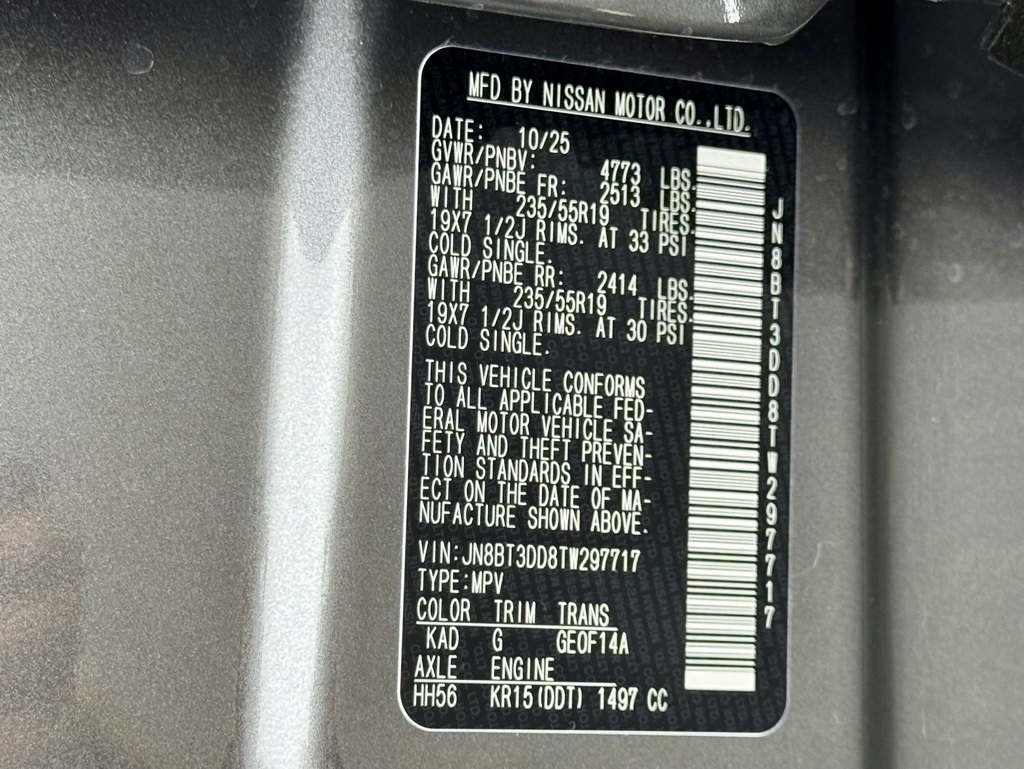 MFD BY NISSAN MOTOR CO.,LTD.
DATE: 10/25
GVWR/PNBV: 4773 LBS.
GAWR/PNBE FR: 2513 LBS.
WITH 235/55R19 TIRES.
19X7 1/2J RIMS. AT 33 PSI
COLD SINGLE.
GAWR/PNBE RR: 2414 LBS.
WITH 235/55R19 TIRES.
19X7 1/2J RIMS. AT 30 PSI
COLD SINGLE.
THIS VEHICLE CONFORMS
TO ALL APPLICABLE FED-
ERAL MOTOR VEHICLE SA-
FETY AND THEFT PREVEN-
TION STANDARDS IN EFF-
ECT ON THE DATE OF MA-
NUFACTURE SHOWN ABOVE.
VIN:JN8BT3DD8TW297717
TYPE:MPV
COLOR TRIM TRANS
KAD G GE0F14A
AXLE ENGINE
HH56 KR15(DDT) 1497 CC
JN8BT3DD8TW297717